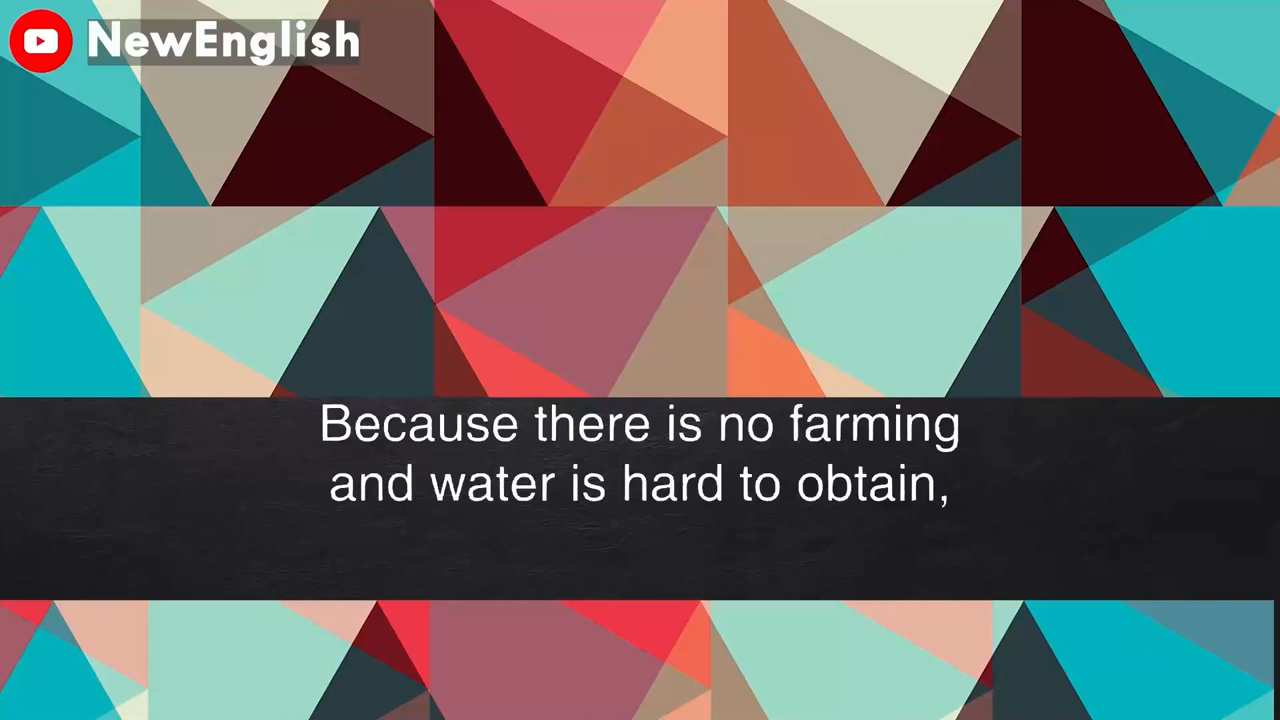 NewEnglish
Because there is no farming
and water is hard to obtain,